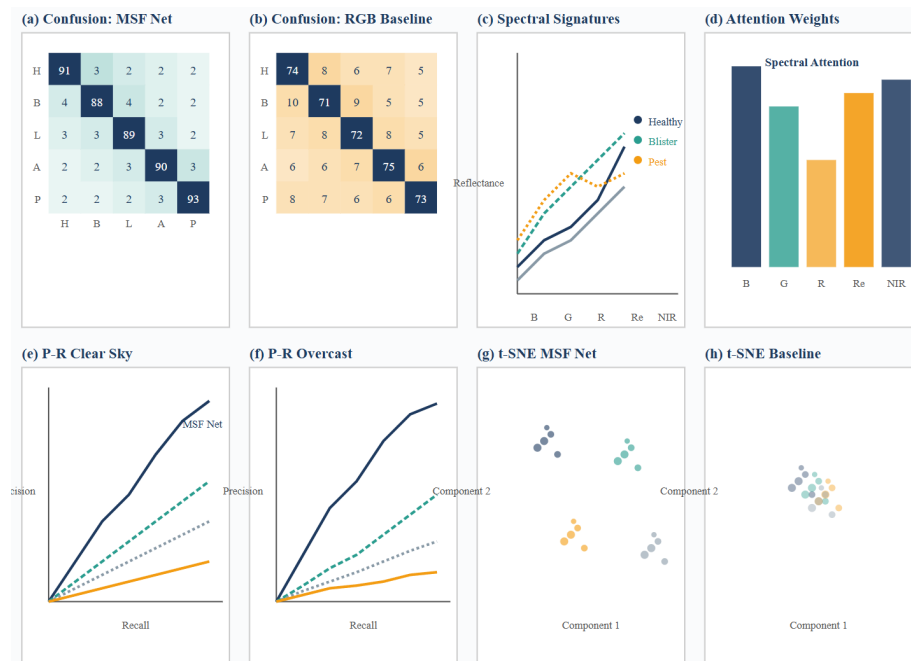 (a) Confusion: MSF Net
H 91 3 2 2 2
B 4 88 4 2 2
L 3 3 89 3 2
A 2 2 3 90 3
P 2 2 2 3 93
H B L A P
(b) Confusion: RGB Baseline
H 74 8 6 7 5
B 10 71 9 5 5
L 7 8 72 8 5
A 6 6 7 75 6
P 8 7 6 6 73
H B L A P
(c) Spectral Signatures
Healthy
Blister
Pest
Reflectance
B G R Re NIR
(d) Attention Weights
Spectral Attention
B G R Re NIR
(e) P-R Clear Sky
MSF Net
cision
Recall
(f) P-R Overcast
Precision
Recall
(g) t-SNE MSF Net
Component 2
Component 1
(h) t-SNE Baseline
Component 2
Component 1